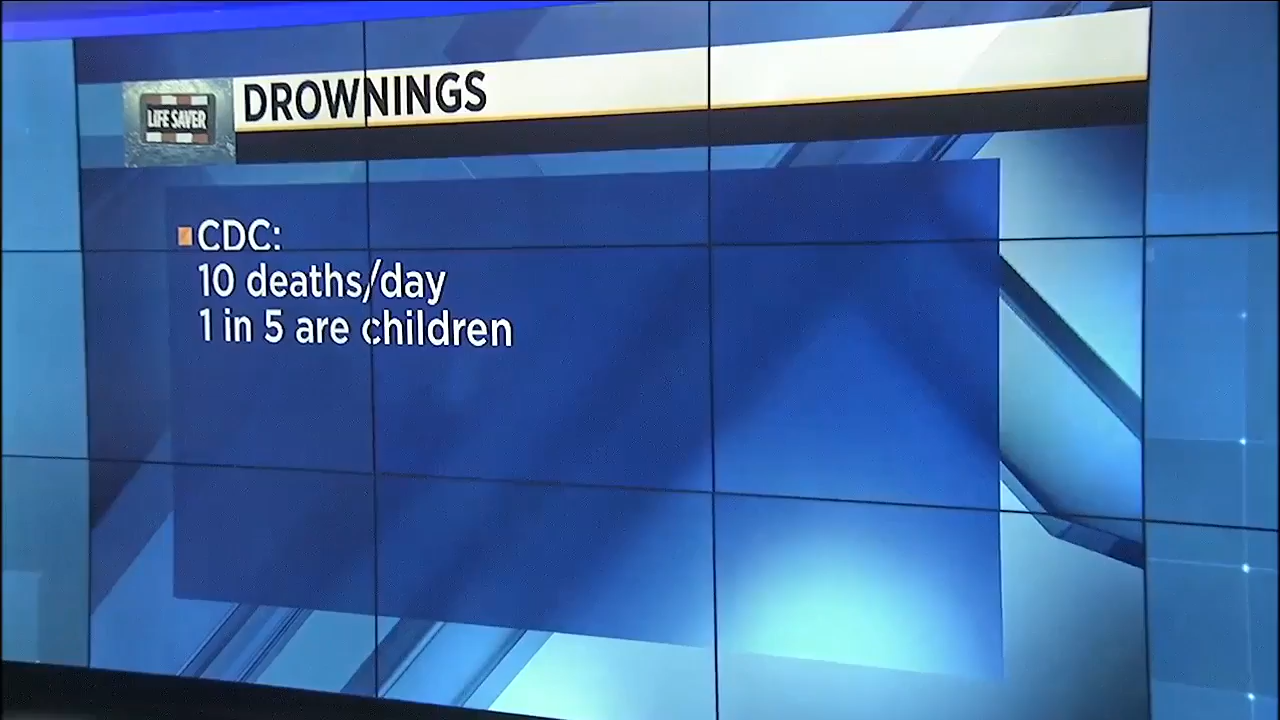 LIFE SAVER
DROWNINGS
CDC:
10 deaths/day
1 in 5 are children